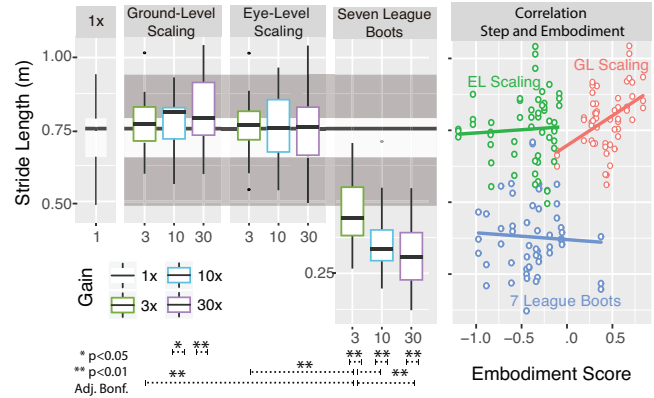 1x
Ground-Level
Scaling
Eye-Level
Scaling
Seven League
Boots
Correlation
Step and Embodiment
Stride Length (m)
1.00
0.75
0.50
0.25
EL Scaling
GL Scaling
7 League Boots
1
3 10 30
3 10 30
3 10 30
Gain
1x
10x
3x
30x
-1.0 -0.5 .0 0.5
Embodiment Score
* p<0.05
** p<0.01
Adj. Bonf.
* **
** ** **
** **
**